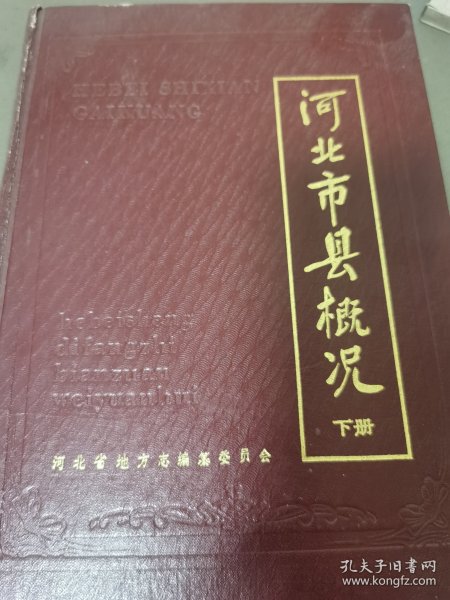 HEBEI SHIXIAN
GAIKUANG
河北市县概况
下册
hebeisheng
difangzhi
bianzuan
weiyuanhui
河北省地方志编纂委员会
孔夫子旧书网
www.kongfz.com